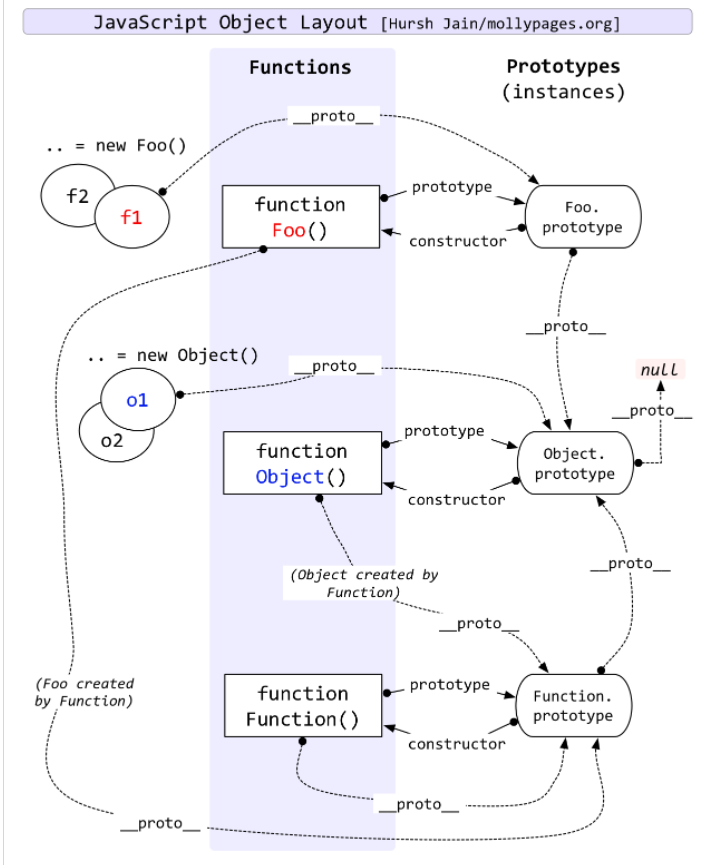 JavaScript Object Layout [Hursh Jain/mollypages.org]
Functions
Prototypes
(instances)
__proto__
.. = new Foo()
f2
f1
function
Foo()
prototype
constructor
Foo.
prototype
__proto__
.. = new Object()
__proto__
null
__proto__
o1
o2
function
Object()
prototype
constructor
Object.
prototype
(Object created by
Function)
__proto__
__proto__
(Foo created
by Function)
function
Function()
prototype
constructor
Function.
prototype
__proto__
__proto__